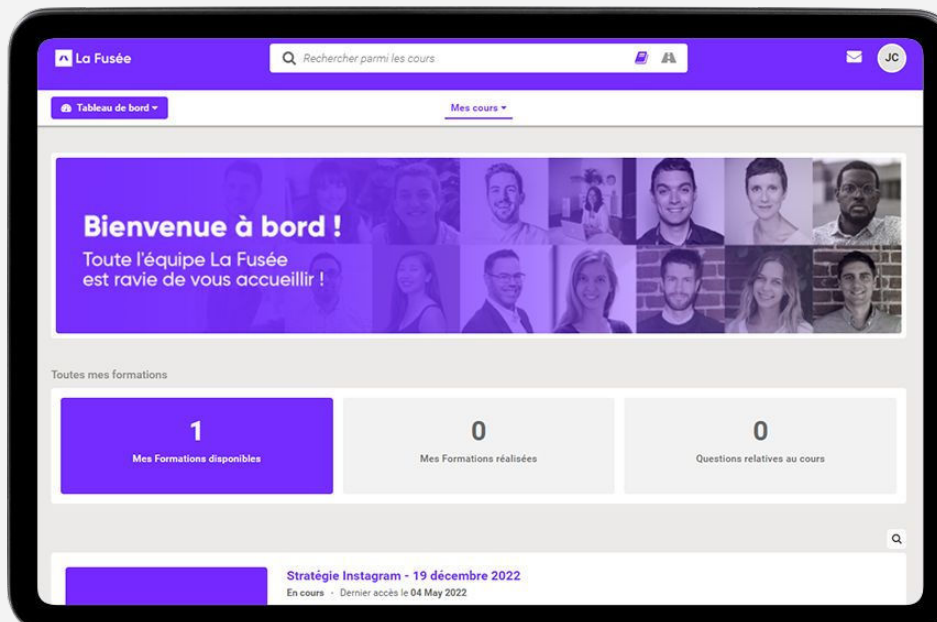 La Fusée
Rechercher parmi les cours
JC
Tableau de bord
Mes cours
Bienvenue à bord !
Toute l'équipe La Fusée
est ravie de vous accueillir !
Toutes mes formations
1
Mes Formations disponibles
0
Mes Formations réalisées
0
Questions relatives au cours
Stratégie Instagram - 19 décembre 2022
En cours · Dernier accès le 04 May 2022